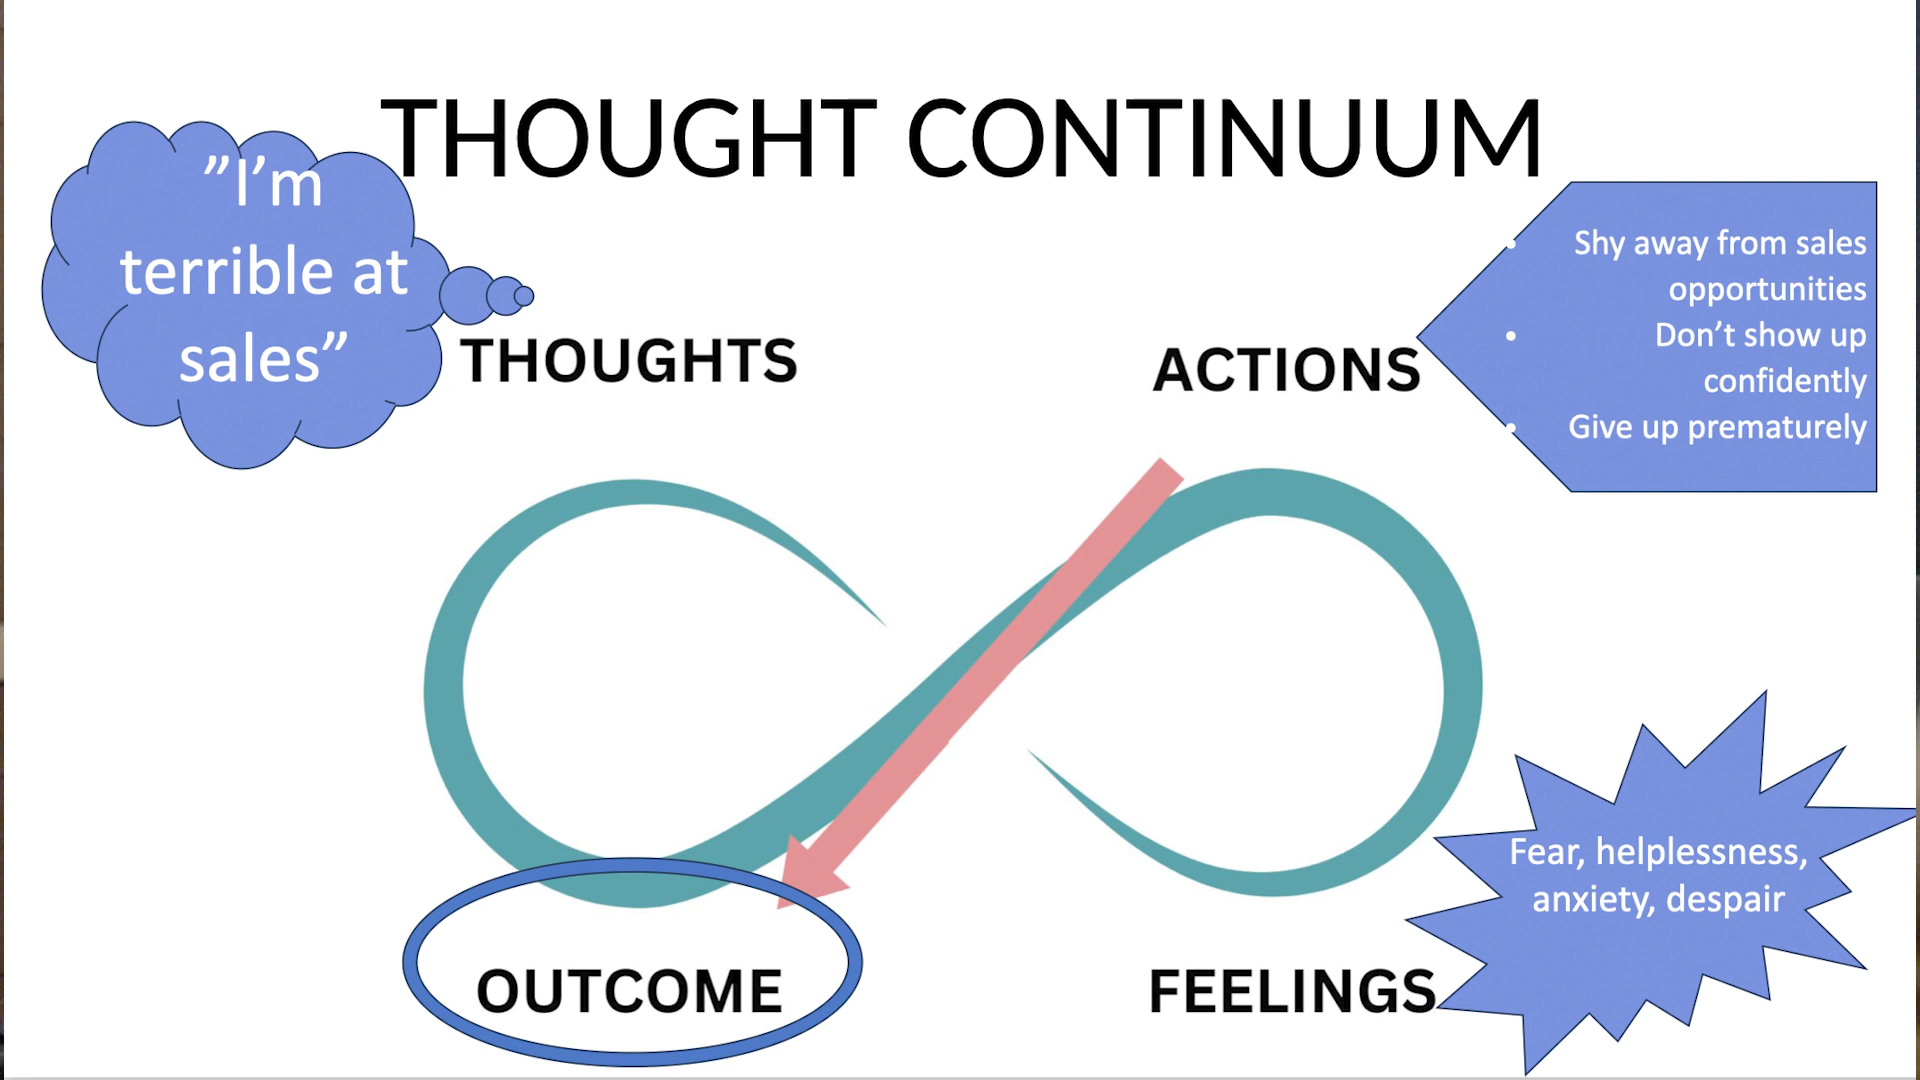 THOUGHT CONTINUUM
”I’m
terrible at
sales”
THOUGHTS
ACTIONS
• Shy away from sales
opportunities
• Don’t show up
confidently
• Give up prematurely
Fear, helplessness,
anxiety, despair
OUTCOME
FEELINGS